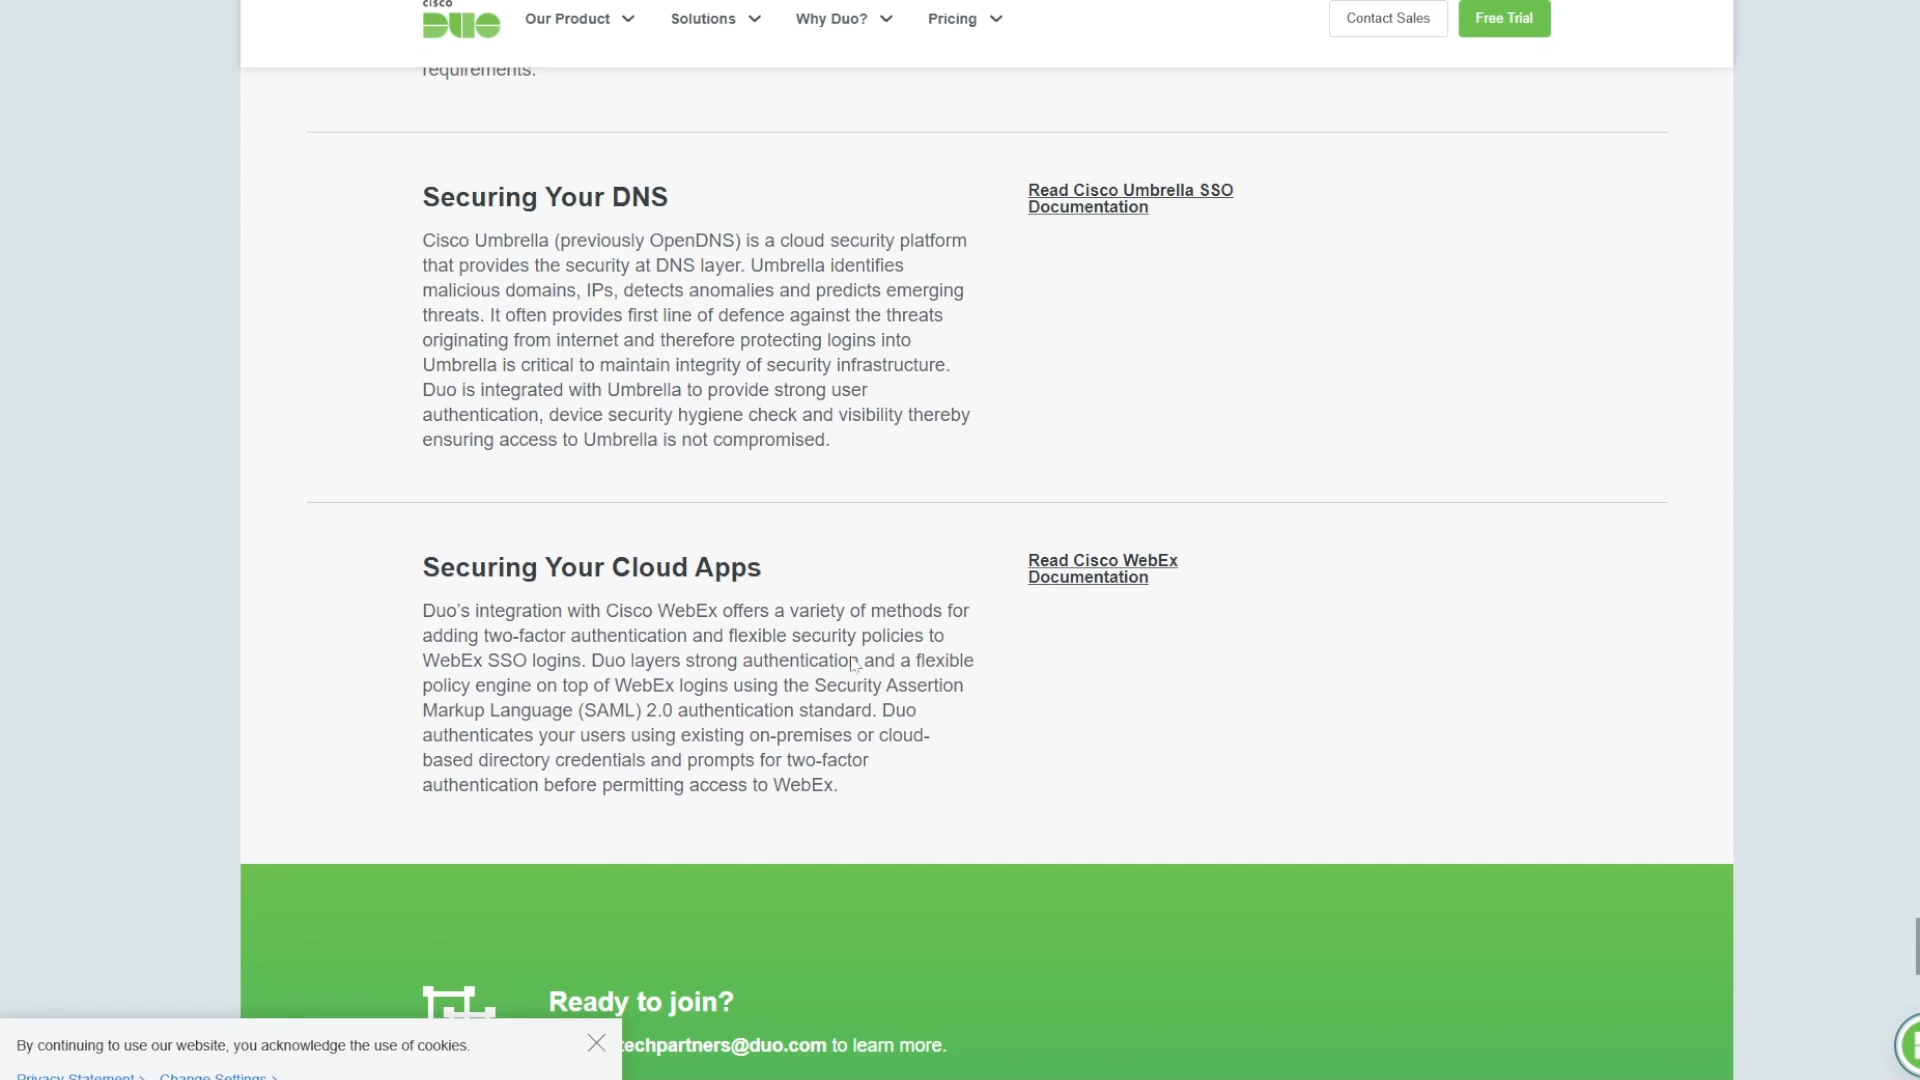 cisco
DUO
Our Product
Solutions
Why Duo?
Pricing
Contact Sales
Free Trial
requirements.
Securing Your DNS
Cisco Umbrella (previously OpenDNS) is a cloud security platform
that provides the security at DNS layer. Umbrella identifies
malicious domains, IPs, detects anomalies and predicts emerging
threats. It often provides first line of defence against the threats
originating from internet and therefore protecting logins into
Umbrella is critical to maintain integrity of security infrastructure.
Duo is integrated with Umbrella to provide strong user
authentication, device security hygiene check and visibility thereby
ensuring access to Umbrella is not compromised.
Read Cisco Umbrella SSO
Documentation
Securing Your Cloud Apps
Duo’s integration with Cisco WebEx offers a variety of methods for
adding two-factor authentication and flexible security policies to
WebEx SSO logins. Duo layers strong authentication and a flexible
policy engine on top of WebEx logins using the Security Assertion
Markup Language (SAML) 2.0 authentication standard. Duo
authenticates your users using existing on-premises or cloud-
based directory credentials and prompts for two-factor
authentication before permitting access to WebEx.
Read Cisco WebEx
Documentation
Ready to join?
techpartners@duo.com to learn more.
By continuing to use our website, you acknowledge the use of cookies.
Privacy Statement > Change Settings >